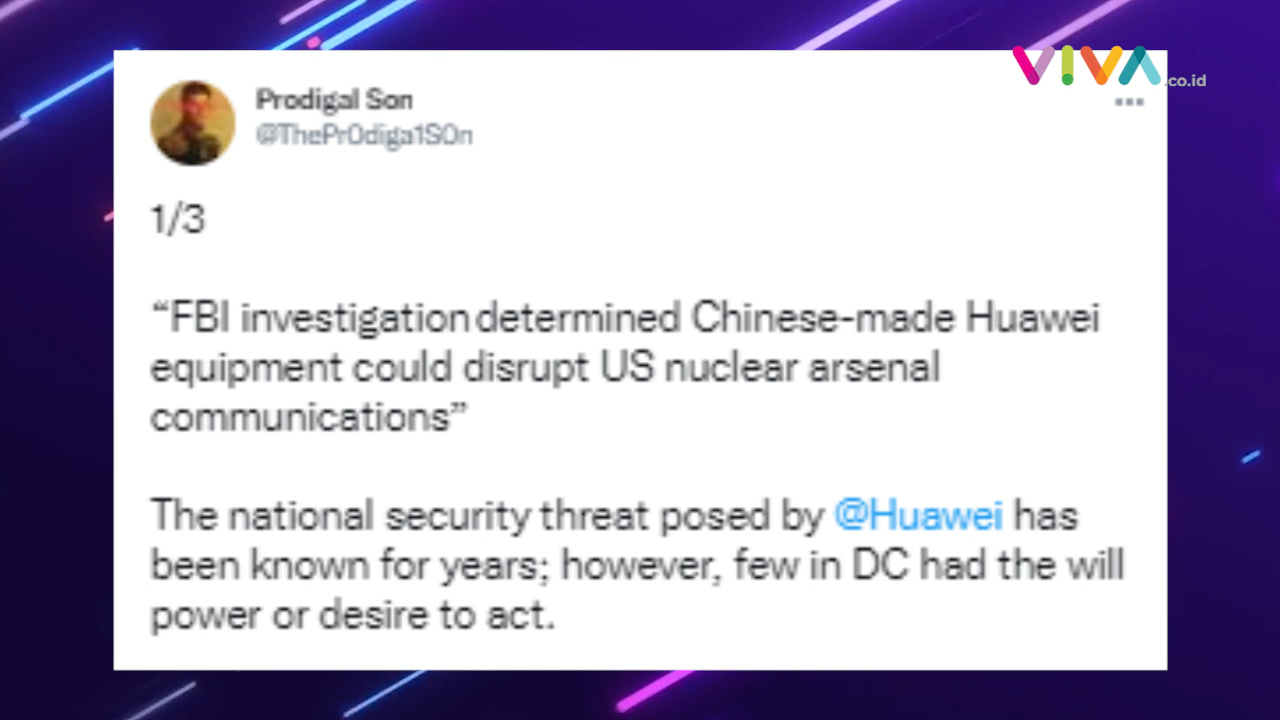 VIVA.co.id
Prodigal Son
@ThePr0diga1S0n
1/3
“FBI investigation determined Chinese-made Huawei
equipment could disrupt US nuclear arsenal
communications”
The national security threat posed by @Huawei has
been known for years; however, few in DC had the will
power or desire to act.